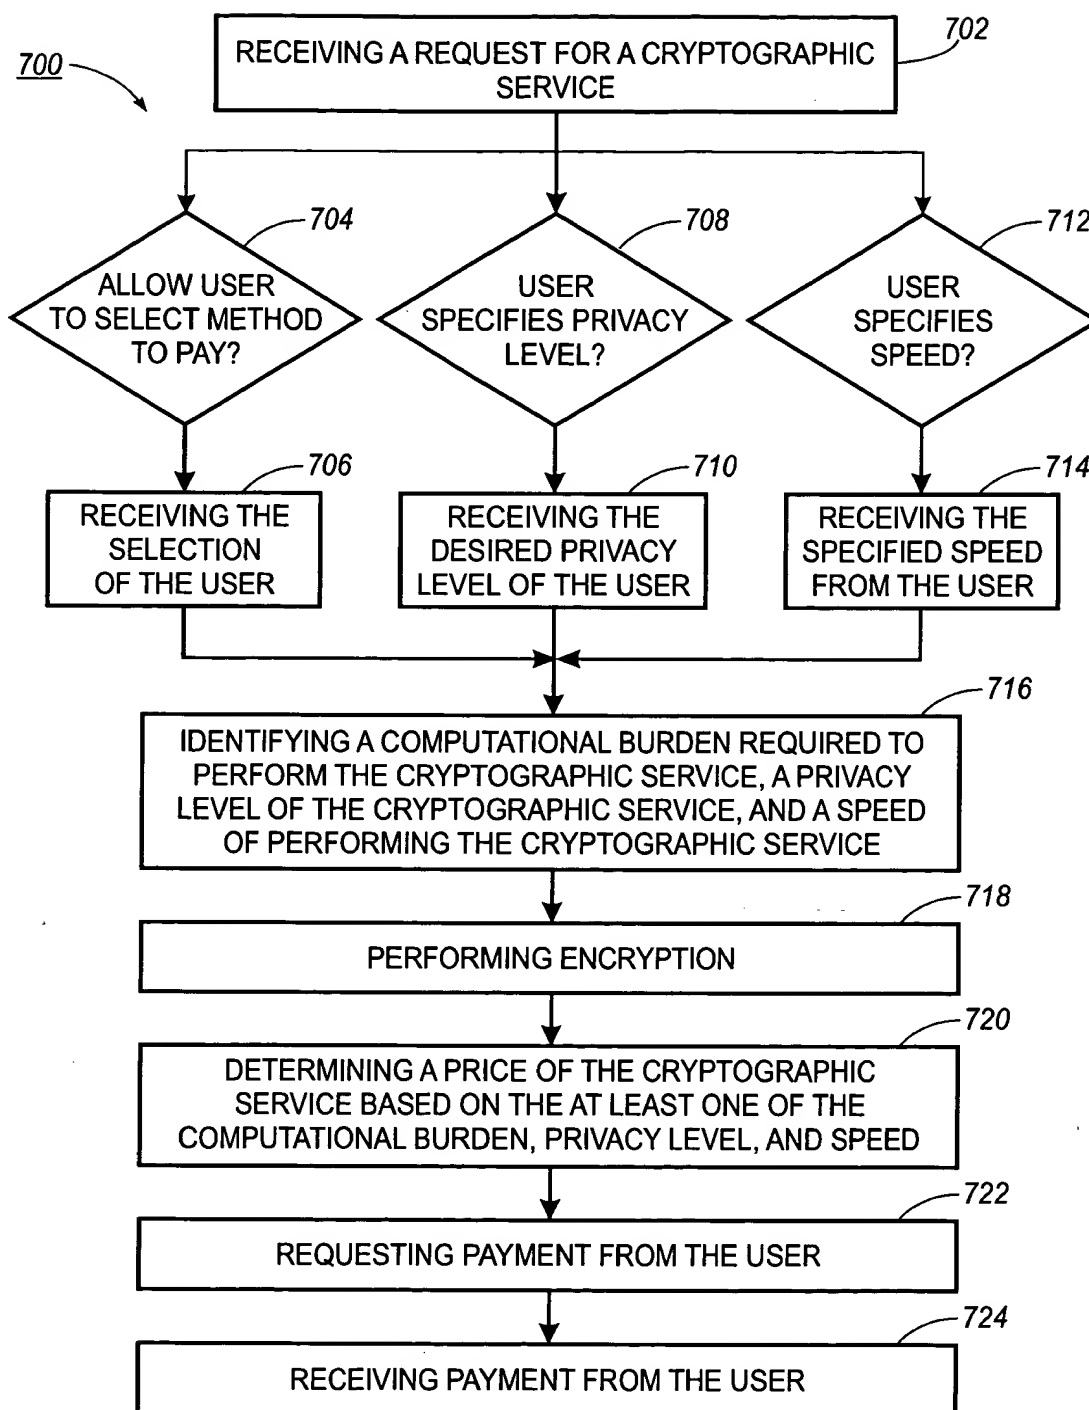 700
RECEIVING A REQUEST FOR A CRYPTOGRAPHIC
SERVICE
702
ALLOW USER
TO SELECT METHOD
TO PAY?
704
USER
SPECIFIES PRIVACY
LEVEL?
708
USER
SPECIFIES
SPEED?
712
RECEIVING THE
SELECTION
OF THE USER
706
RECEIVING THE
DESIRED PRIVACY
LEVEL OF THE USER
710
RECEIVING THE
SPECIFIED SPEED
FROM THE USER
714
716
IDENTIFYING A COMPUTATIONAL BURDEN REQUIRED TO
PERFORM THE CRYPTOGRAPHIC SERVICE, A PRIVACY
LEVEL OF THE CRYPTOGRAPHIC SERVICE, AND A SPEED
OF PERFORMING THE CRYPTOGRAPHIC SERVICE
718
PERFORMING ENCRYPTION
720
DETERMINING A PRICE OF THE CRYPTOGRAPHIC
SERVICE BASED ON THE AT LEAST ONE OF THE
COMPUTATIONAL BURDEN, PRIVACY LEVEL, AND SPEED
722
REQUESTING PAYMENT FROM THE USER
724
RECEIVING PAYMENT FROM THE USER